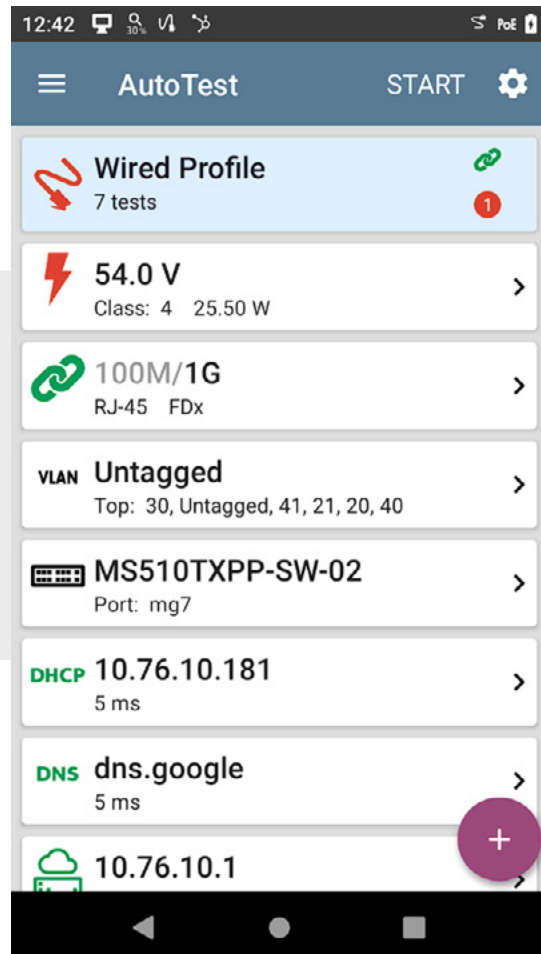 12:42 30% PoE
AutoTest START
Wired Profile
7 tests
1
54.0 V
Class: 4 25.50 W
100M/1G
RJ-45 FDx
VLAN Untagged
Top: 30, Untagged, 41, 21, 20, 40
MS510TXPP-SW-02
Port: mg7
DHCP 10.76.10.181
5 ms
DNS dns.google
5 ms
+
10.76.10.1